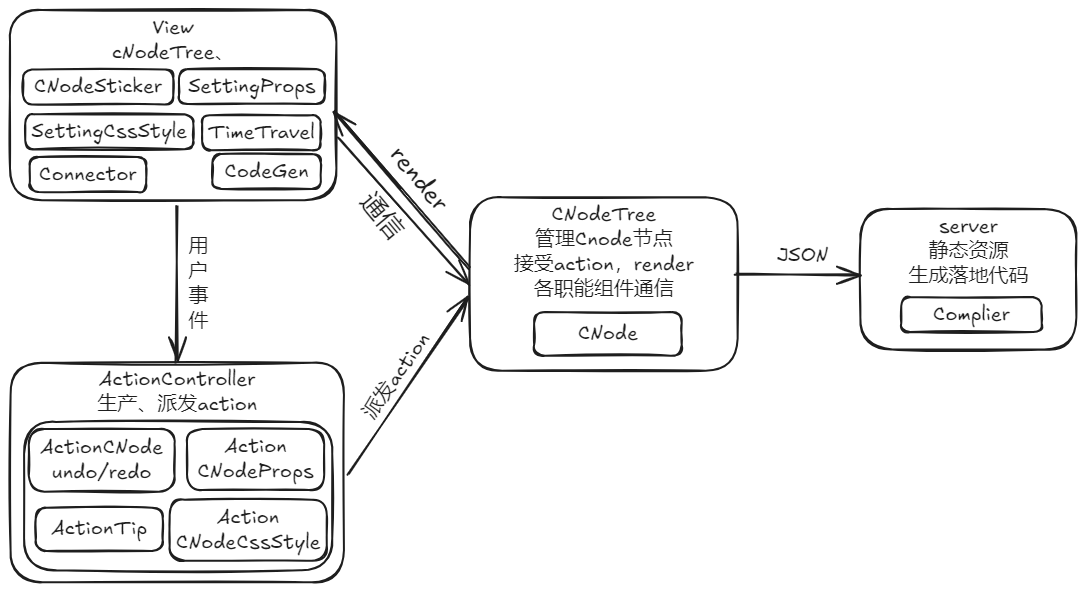 View
cNodeTree、
CNodeSticker
SettingProps
SettingCssStyle
TimeTravel
Connector
CodeGen
render
通信
用
户
事
件
ActionController
生产、派发action
ActionCNode
undo/redo
Action
CNodeProps
ActionTip
Action
CNodeCssStyle
派发action
CNodeTree
管理Cnode节点
接受action，render
各职能组件通信
CNode
JSON
server
静态资源
生成落地代码
Complier